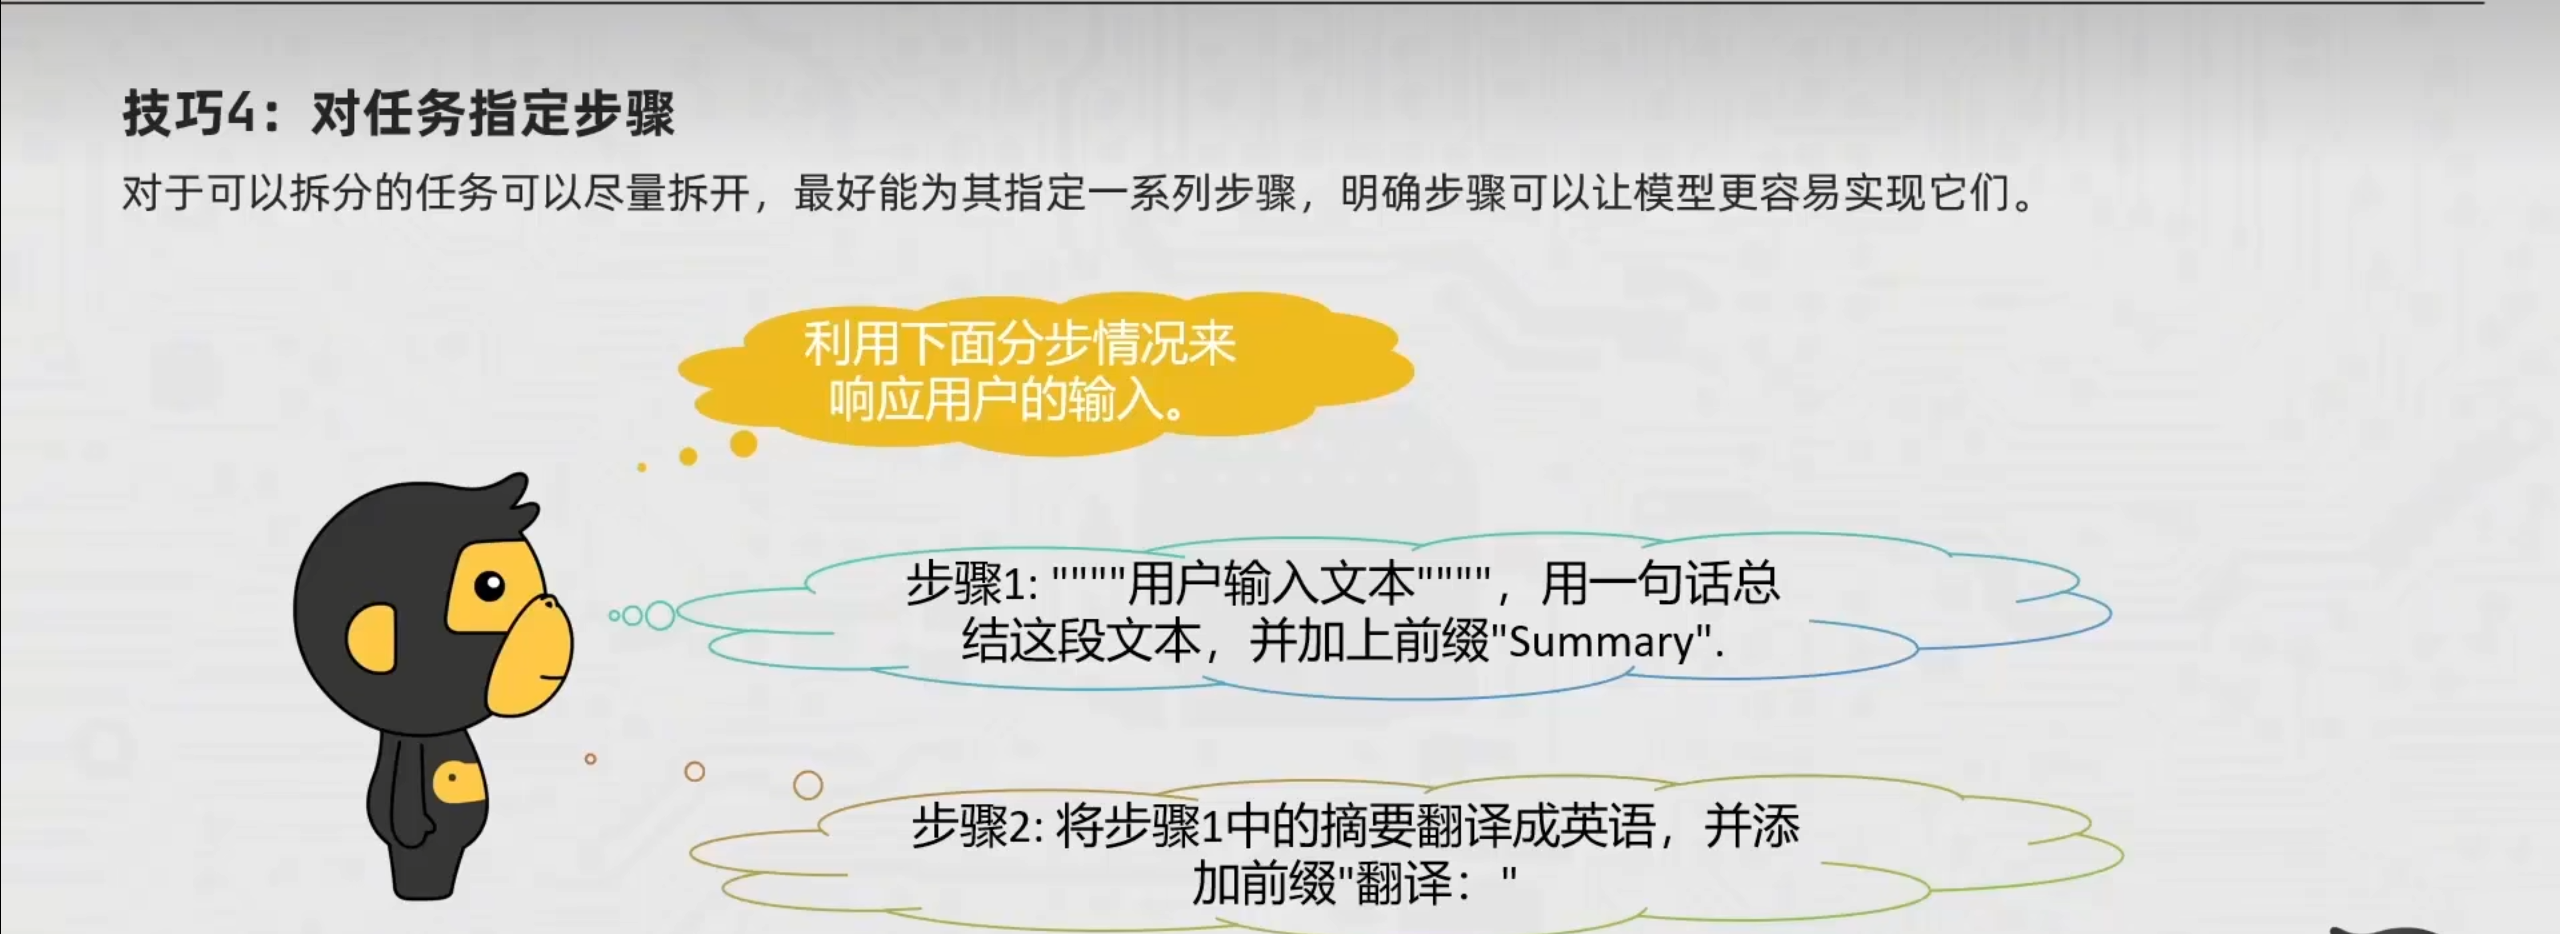 技巧4：对任务指定步骤
对于可以拆分的任务可以尽量拆开，最好能为其指定一系列步骤，明确步骤可以让模型更容易实现它们。
利用下面分步情况来
响应用户的输入。
步骤1: """"用户输入文本""""，用一句话总
结这段文本，并加上前缀"Summary".
步骤2: 将步骤1中的摘要翻译成英语，并添
加前缀"翻译："